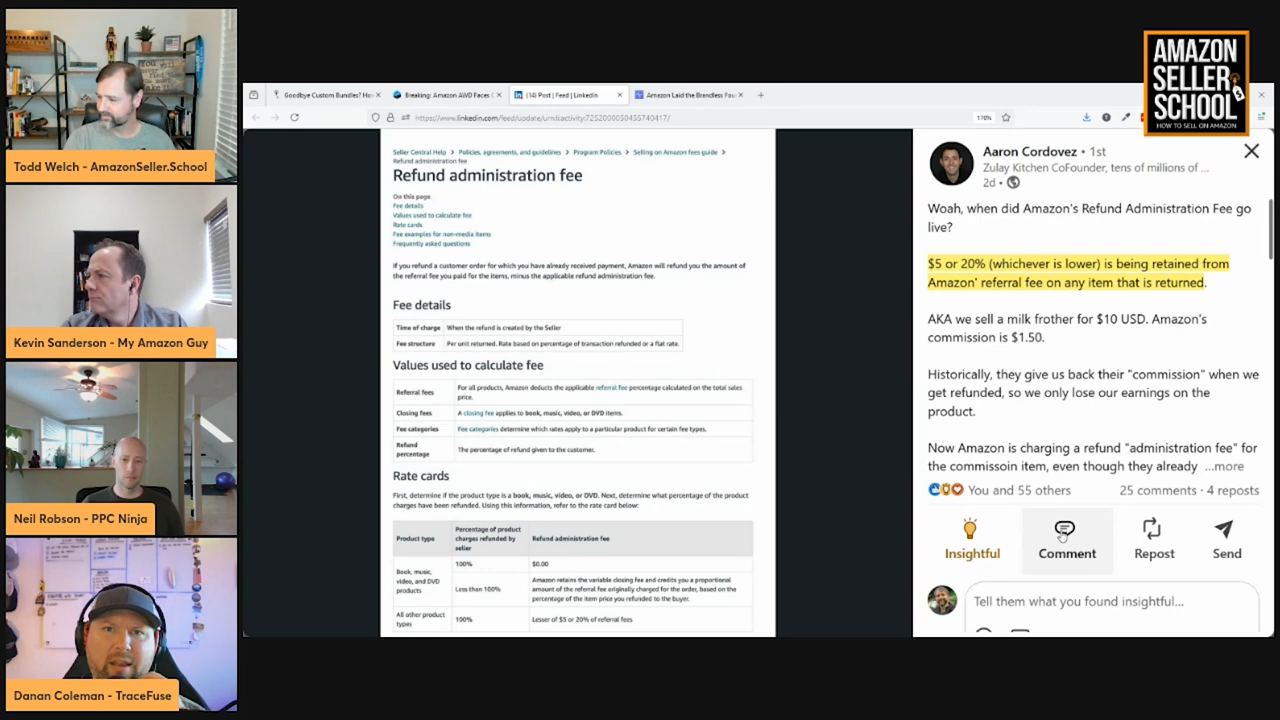 Todd Welch - AmazonSeller.School
Kevin Sanderson - My Amazon Guy
Neil Robson - PPC Ninja
Danan Coleman - TraceFuse
AMAZON
SELLER
SCHOOL
HOW TO SELL ON AMAZON
Goodbye Custom Bundles? Ho
Breaking: Amazon AWD Faces C
(14) Post | Feed | LinkedIn
Amazon Laid the Brandless Fou
https://www.linkedin.com/feed/update/urn:li:activity:7252000050455740417/
110%
Seller Central Help > Policies, agreements, and guidelines > Program Policies > Selling on Amazon fees guide >
Refund administration fee
Refund administration fee
On this page
Fee details
Values used to calculate fee
Rate cards
Fee examples for non-media items
Frequently asked questions
If you refund a customer order for which you have already received payment, Amazon will refund you the amount of
the referral fee you paid for the items, minus the applicable refund administration fee.
Fee details
Time of charge When the refund is created by the Seller
Fee structure Per unit returned. Rate based on percentage of transaction refunded or a flat rate.
Values used to calculate fee
Referral fees For all products, Amazon deducts the applicable referral fee percentage calculated on the total sales
price.
Closing fees A closing fee applies to book, music, video, or DVD items.
Fee categories Fee categories determine which rates apply to a particular product for certain fee types.
Refund
percentage The percentage of refund given to the customer.
Rate cards
First, determine if the product type is a book, music, video, or DVD. Next, determine what percentage of the product
charges have been refunded. Using this information, refer to the rate card below:
Product type Percentage of product
charges refunded by
seller Refund administration fee
Book, music,
video, and DVD
products 100% $0.00
Less than 100% Amazon retains the variable closing fee and credits you a proportional
amount of the referral fee originally charged for the order, based on the
percentage of the item price you refunded to the buyer.
All other product
types 100% Lesser of $5 or 20% of referral fees
Aaron Cordovez • 1st
Zulay Kitchen CoFounder, tens of millions of ...
2d •
Woah, when did Amazon's Refund Administration Fee go
live?
$5 or 20% (whichever is lower) is being retained from
Amazon' referral fee on any item that is returned.
AKA we sell a milk frother for $10 USD. Amazon's
commission is $1.50.
Historically, they give us back their "commission" when we
get refunded, so we only lose our earnings on the
product.
Now Amazon is charging a refund "administration fee" for
the commissoin item, even though they already ...more
You and 55 others 25 comments · 4 reposts
Insightful Comment Repost Send
Tell them what you found insightful...